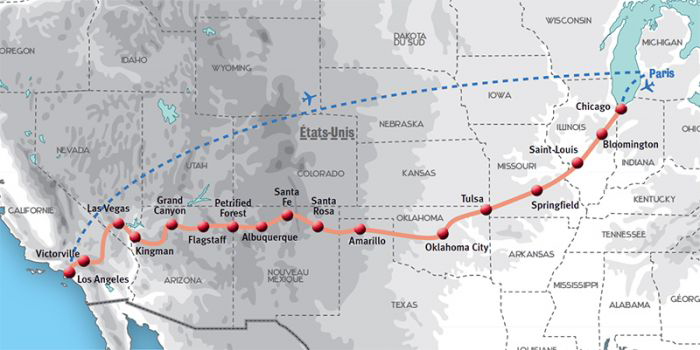 WISCONSIN
MICHIGAN
DAKOTA
DU SUD
OREGON
IDAHO
WYOMING
Paris
IOWA
Chicago
NEBRASKA
États-Unis
ILLINOIS
OHIO
Bloomington
NEVADA
UTAH
COLORADO
KANSAS
MISSOURI
Saint-Louis
INDIANA
Las Vegas
Grand
Canyon
Petrified
Forest
Santa
Fe
Santa
Rosa
Tulsa
Springfield
KENTUCKY
CALIFORNIE
OKLAHOMA
TENNESSEE
Victorville
Kingman
Flagstaff
Albuquerque
Amarillo
Oklahoma City
ARKANSAS
Los Angeles
ARIZONA
NOUVEAU
MEXIQUE
TEXAS
MISSISSIPPI
ALABAMA
GÉORG
LOUISIANE